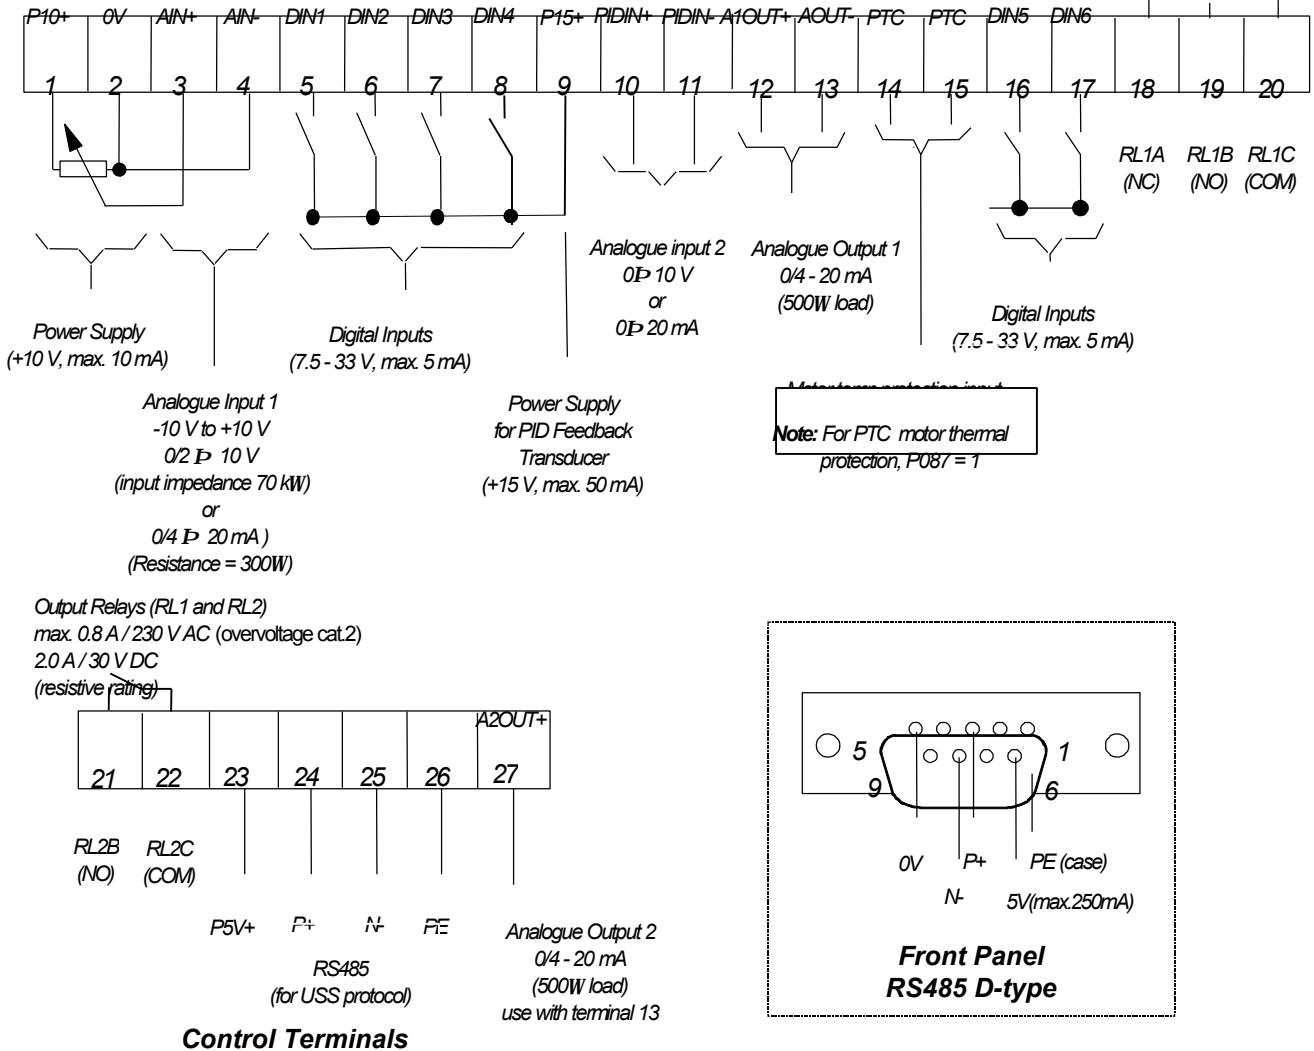 P10+ 0V AIN+ AIN- DIN1 DIN2 DIN3 DIN4 P15+ PIDIN+ PIDIN- A1OUT+ AOUT- PTC PTC DIN5 DIN6
1 2 3 4 5 6 7 8 9 10 11 12 13 14 15 16 17 18 19 20
RL1A RL1B RL1C
(NC) (NO) (COM)
Power Supply
(+10 V, max. 10 mA)
Analogue Input 1
-10 V to +10 V
0/2 Þ 10 V
(input impedance 70 kW)
or
0/4 Þ 20 mA )
(Resistance = 300W)
Digital Inputs
(7.5 - 33 V, max. 5 mA)
Power Supply
for PID Feedback
Transducer
(+15 V, max. 50 mA)
Analogue input 2
0Þ 10 V
or
0Þ 20 mA
Analogue Output 1
0/4 - 20 mA
(500W load)
Digital Inputs
(7.5 - 33 V, max. 5 mA)
Motor temp protection input
Note: For PTC motor thermal
protection, P087 = 1
Output Relays (RL1 and RL2)
max. 0.8 A / 230 V AC (overvoltage cat.2)
2.0 A / 30 V DC
(resistive rating)
A2OUT+
21 22 23 24 25 26 27
RL2B RL2C
(NO) (COM)
P5V+ P+ N- PE
RS485
(for USS protocol)
Analogue Output 2
0/4 - 20 mA
(500W load)
use with terminal 13
Control Terminals
5 1
9 6
0V P+ PE (case)
N- 5V(max.250mA)
Front Panel
RS485 D-type